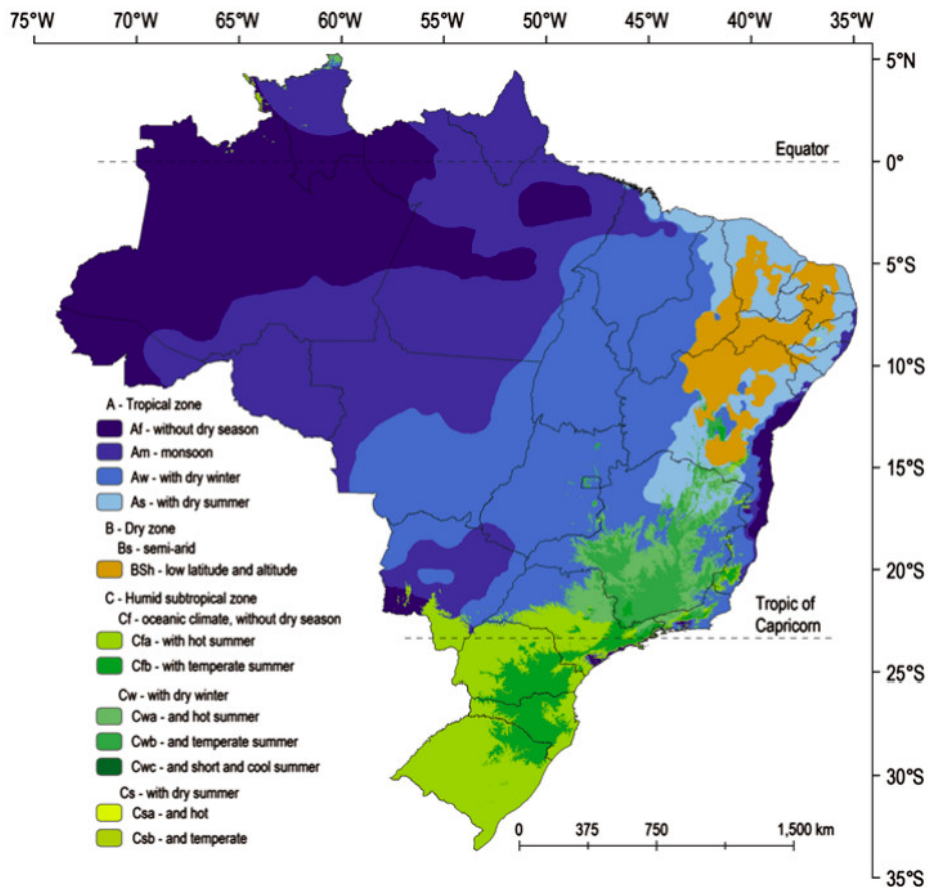 75°W 70°W 65°W 60°W 55°W 50°W 45°W 40°W 35°W
5°N
Equator
0°
5°S
10°S
A - Tropical zone
Af - without dry season
Am - monsoon
Aw - with dry winter
As - with dry summer
15°S
B - Dry zone
Bs - semi-arid
BSh - low latitude and altitude
20°S
C - Humid subtropical zone
Cf - oceanic climate, without dry season
Cfa - with hot summer
Cfb - with temperate summer
Tropic of
Capricorn
25°S
Cw - with dry winter
Cwa - and hot summer
Cwb - and temperate summer
Cwc - and short and cool summer
30°S
Cs - with dry summer
Csa - and hot
Csb - and temperate
0 375 750 1,500 km
35°S